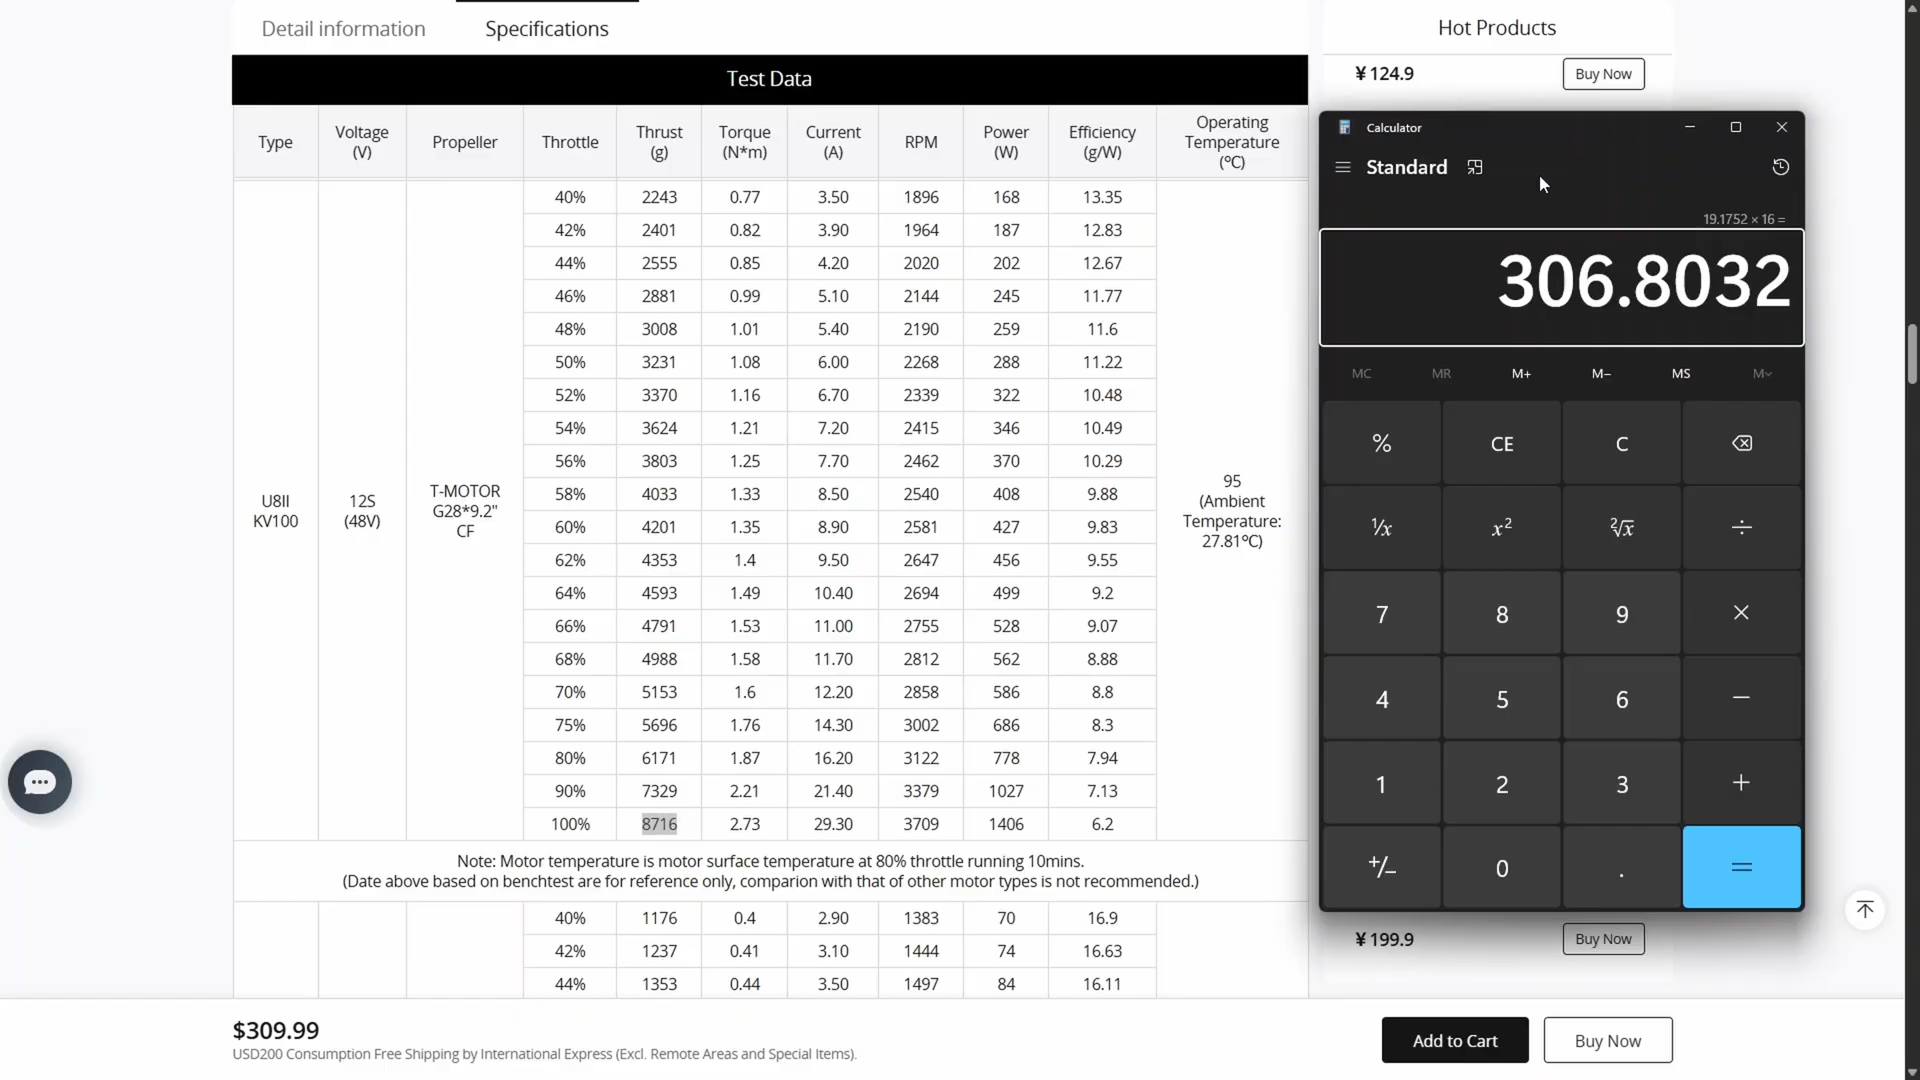 Detail information
Specifications
Hot Products
Test Data
¥ 124.9
Buy Now
Type
Voltage
(V)
Propeller
Throttle
Thrust
(g)
Torque
(N*m)
Current
(A)
RPM
Power
(W)
Efficiency
(g/W)
Operating
Temperature
(ºC)
U8II
KV100
12S
(48V)
T-MOTOR
G28*9.2"
CF
40% 2243 0.77 3.50 1896 168 13.35
42% 2401 0.82 3.90 1964 187 12.83
44% 2555 0.85 4.20 2020 202 12.67
46% 2881 0.99 5.10 2144 245 11.77
48% 3008 1.01 5.40 2190 259 11.6
50% 3231 1.08 6.00 2268 288 11.22
52% 3370 1.16 6.70 2339 322 10.48
54% 3624 1.21 7.20 2415 346 10.49
56% 3803 1.25 7.70 2462 370 10.29
58% 4033 1.33 8.50 2540 408 9.88
60% 4201 1.35 8.90 2581 427 9.83
62% 4353 1.4 9.50 2647 456 9.55
64% 4593 1.49 10.40 2694 499 9.2
66% 4791 1.53 11.00 2755 528 9.07
68% 4988 1.58 11.70 2812 562 8.88
70% 5153 1.6 12.20 2858 586 8.8
75% 5696 1.76 14.30 3002 686 8.3
80% 6171 1.87 16.20 3122 778 7.94
90% 7329 2.21 21.40 3379 1027 7.13
100% 8716 2.73 29.30 3709 1406 6.2
95
(Ambient
Temperature:
27.81ºC)
Note: Motor temperature is motor surface temperature at 80% throttle running 10mins.
(Date above based on benchtest are for reference only, comparion with that of other motor types is not recommended.)
40% 1176 0.4 2.90 1383 70 16.9
42% 1237 0.41 3.10 1444 74 16.63
44% 1353 0.44 3.50 1497 84 16.11
Calculator
Standard
19.1752 × 16 =
306.8032
MC MR M+ M− MS M
% CE C
⅟x x² ²√x ÷
7 8 9 ×
4 5 6 −
1 2 3 +
+/− 0 . =
¥ 199.9
Buy Now
$309.99
USD200 Consumption Free Shipping by International Express (Excl. Remote Areas and Special Items).
Add to Cart
Buy Now